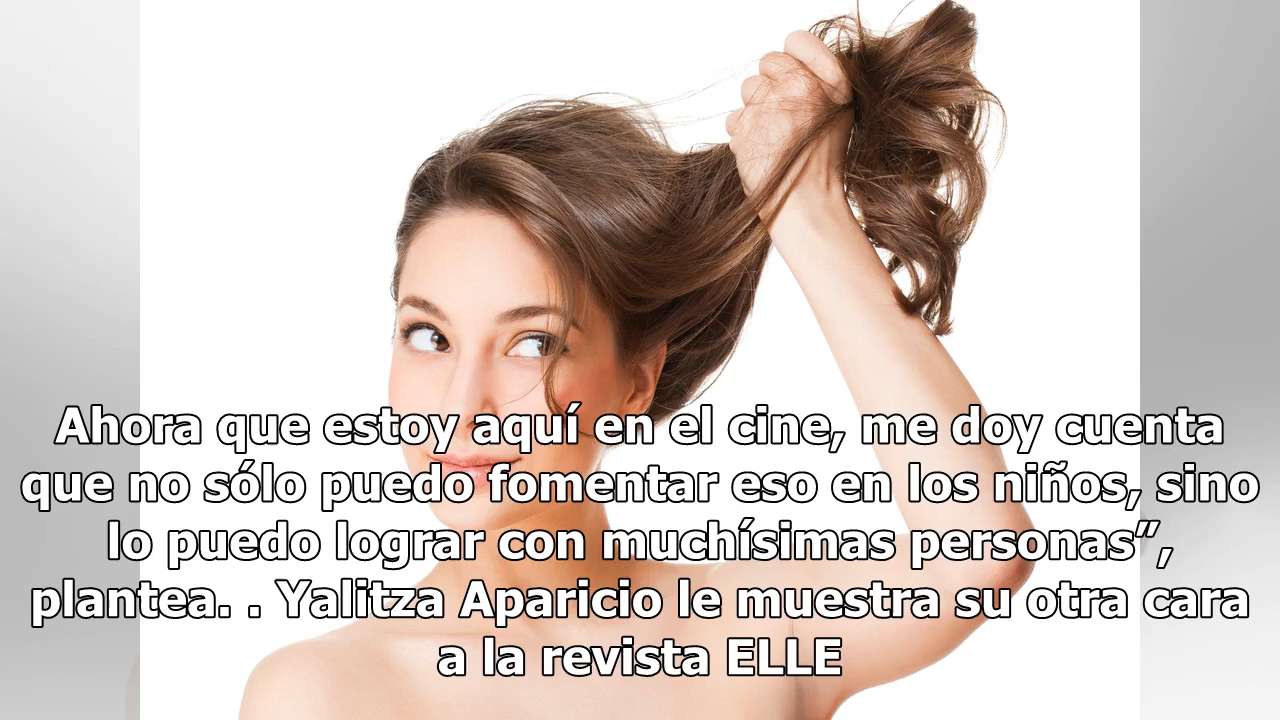 Ahora que estoy aquí en el cine, me doy cuenta
que no sólo puedo fomentar eso en los niños, sino
lo puedo lograr con muchísimas personas”,
plantea. . Yalitza Aparicio le muestra su otra cara
a la revista ELLE